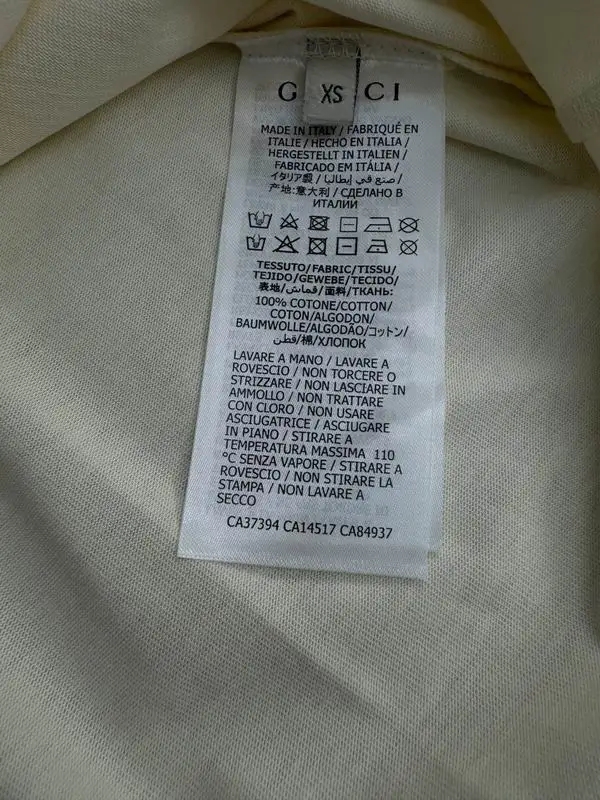 G CI
XS
MADE IN ITALY / FABRIQUÉ EN
ITALIE / HECHO EN ITALIA /
HERGESTELLT IN ITALIEN /
FABRICADO EM ITÁLIA /
イタリア製 / صنع في إيطاليا /
产地:意大利 / СДЕЛАНО В
ИТАЛИИ
TESSUTO/FABRIC/TISSU/
TEJIDO/GEWEBE/TECIDO/
表地/قماش/面料/ТКАНЬ:
100% COTONE/COTTON/
COTON/ALGODON/
BAUMWOLLE/ALGODÃO/コットン/
قطن/棉/ХЛОПОК
LAVARE A MANO / LAVARE A
ROVESCIO / NON TORCERE O
STRIZZARE / NON LASCIARE IN
AMMOLLO / NON TRATTARE
CON CLORO / NON USARE
ASCIUGATRICE / ASCIUGARE
IN PIANO / STIRARE A
TEMPERATURA MASSIMA 110
°C SENZA VAPORE / STIRARE A
ROVESCIO / NON STIRARE LA
STAMPA / NON LAVARE A
SECCO
CA37394 CA14517 CA84937